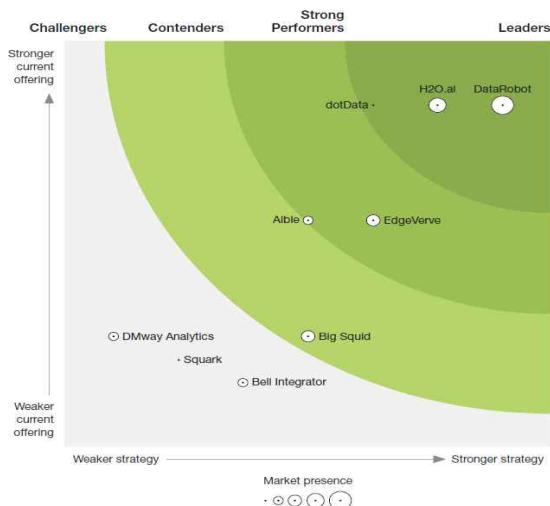 Challengers
Contenders
Strong
Performers
Leaders
Stronger
current
offering
H2O.ai
DataRobot
dotData
Aible
EdgeVerve
DMway Analytics
Big Squid
Squark
Bell Integrator
Weaker
current
offering
Weaker strategy
Stronger strategy
Market presence